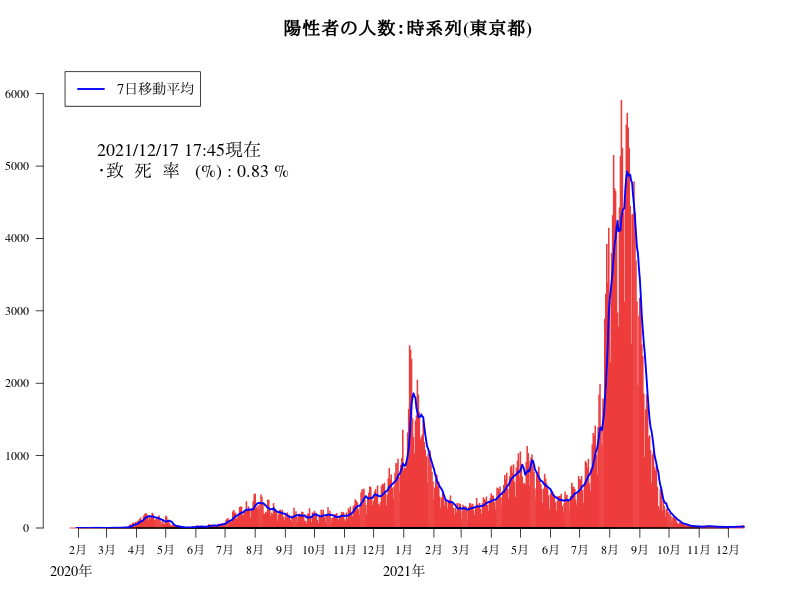 陽性者の人数:時系列(東京都)
7日移動平均
2021/12/17 17:45現在
・致 死 率 (%) : 0.83 %
6000
5000
4000
3000
2000
1000
0
2月 3月 4月 5月 6月 7月 8月 9月 10月 11月 12月 1月 2月 3月 4月 5月 6月 7月 8月 9月 10月 11月 12月
2020年 2021年